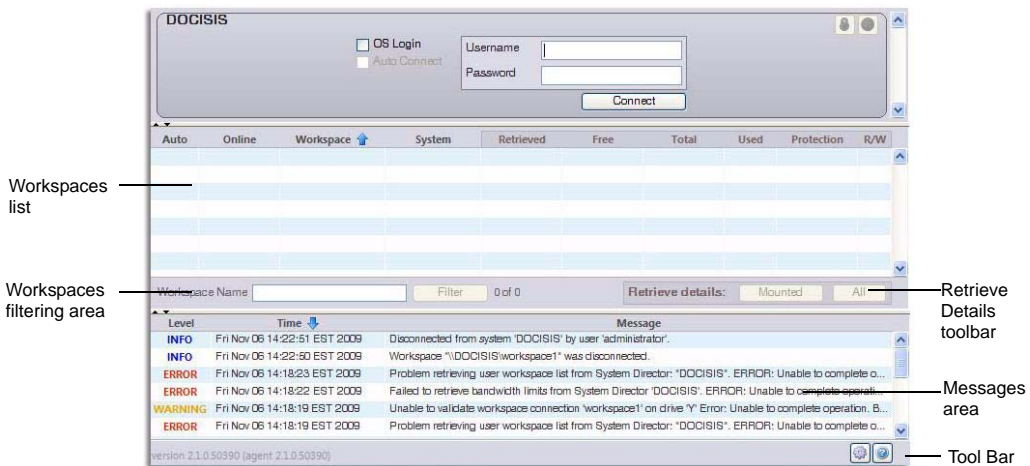 DOCISIS
OS Login
Username
Auto Connect
Password
Connect
Auto Online Workspace System Retrieved Free Total Used Protection R/W
Workspaces
list
Workspaces
filtering area
Workspace Name Filter 0 of 0 Retrieve details: Mounted All
Retrieve
Details
toolbar
Level Time Message
INFO Fri Nov 06 14:22:51 EST 2009 Disconnected from system 'DOCISIS' by user 'administrator'.
INFO Fri Nov 06 14:22:50 EST 2009 Workspace "\\DOCISIS\workspace1" was disconnected.
ERROR Fri Nov 06 14:18:23 EST 2009 Problem retrieving user workspace list from System Director: "DOCISIS". ERROR: Unable to complete o...
ERROR Fri Nov 06 14:18:22 EST 2009 Failed to retrieve bandwidth limits from System Director 'DOCISIS'. ERROR: Unable to complete operati...
WARNING Fri Nov 06 14:18:19 EST 2009 Unable to validate workspace connection 'workspace1' on drive 'Y' Error: Unable to complete operation. B...
ERROR Fri Nov 06 14:18:19 EST 2009 Problem retrieving user workspace list from System Director: "DOCISIS". ERROR: Unable to complete o...
Messages
area
version 2.1.0.50390 (agent 2.1.0.50390)
Tool Bar